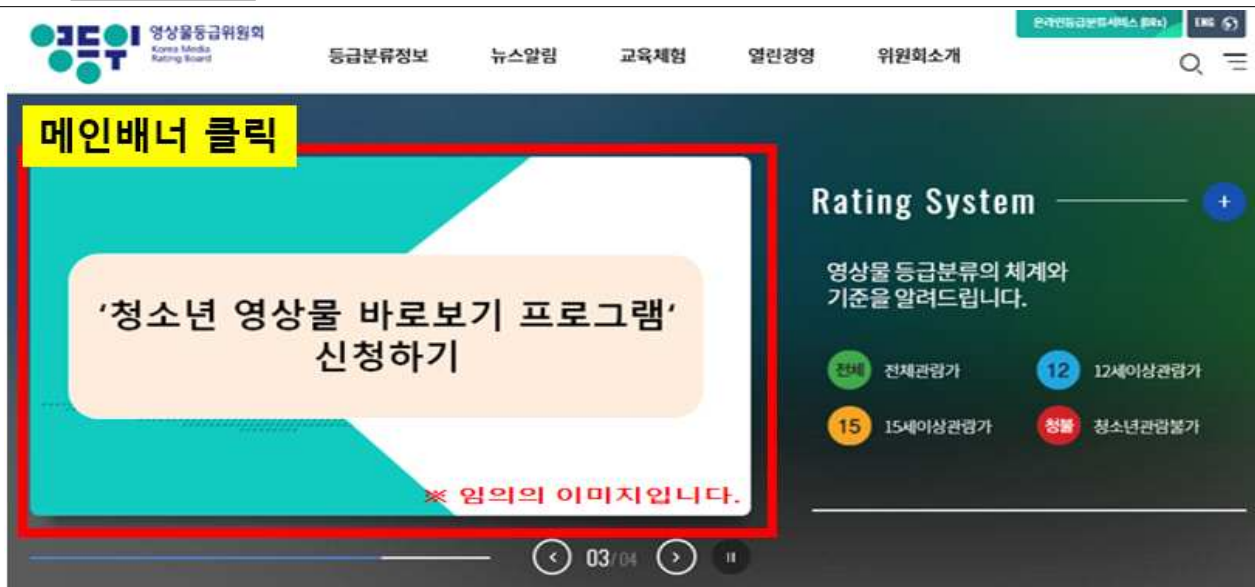 영등위
영상물등급위원회
Korea Media
Rating Board
등급분류정보 뉴스알림 교육체험 열린경영 위원회소개
온라인등급분류서비스 (ORs) ENG
메인배너 클릭
'청소년 영상물 바로보기 프로그램'
신청하기
※ 임의의 이미지입니다.
03/04
Rating System
+
영상물 등급분류의 체계와
기준을 알려드립니다.
전체 전체관람가 12 12세이상관람가
15 15세이상관람가 청불 청소년관람불가